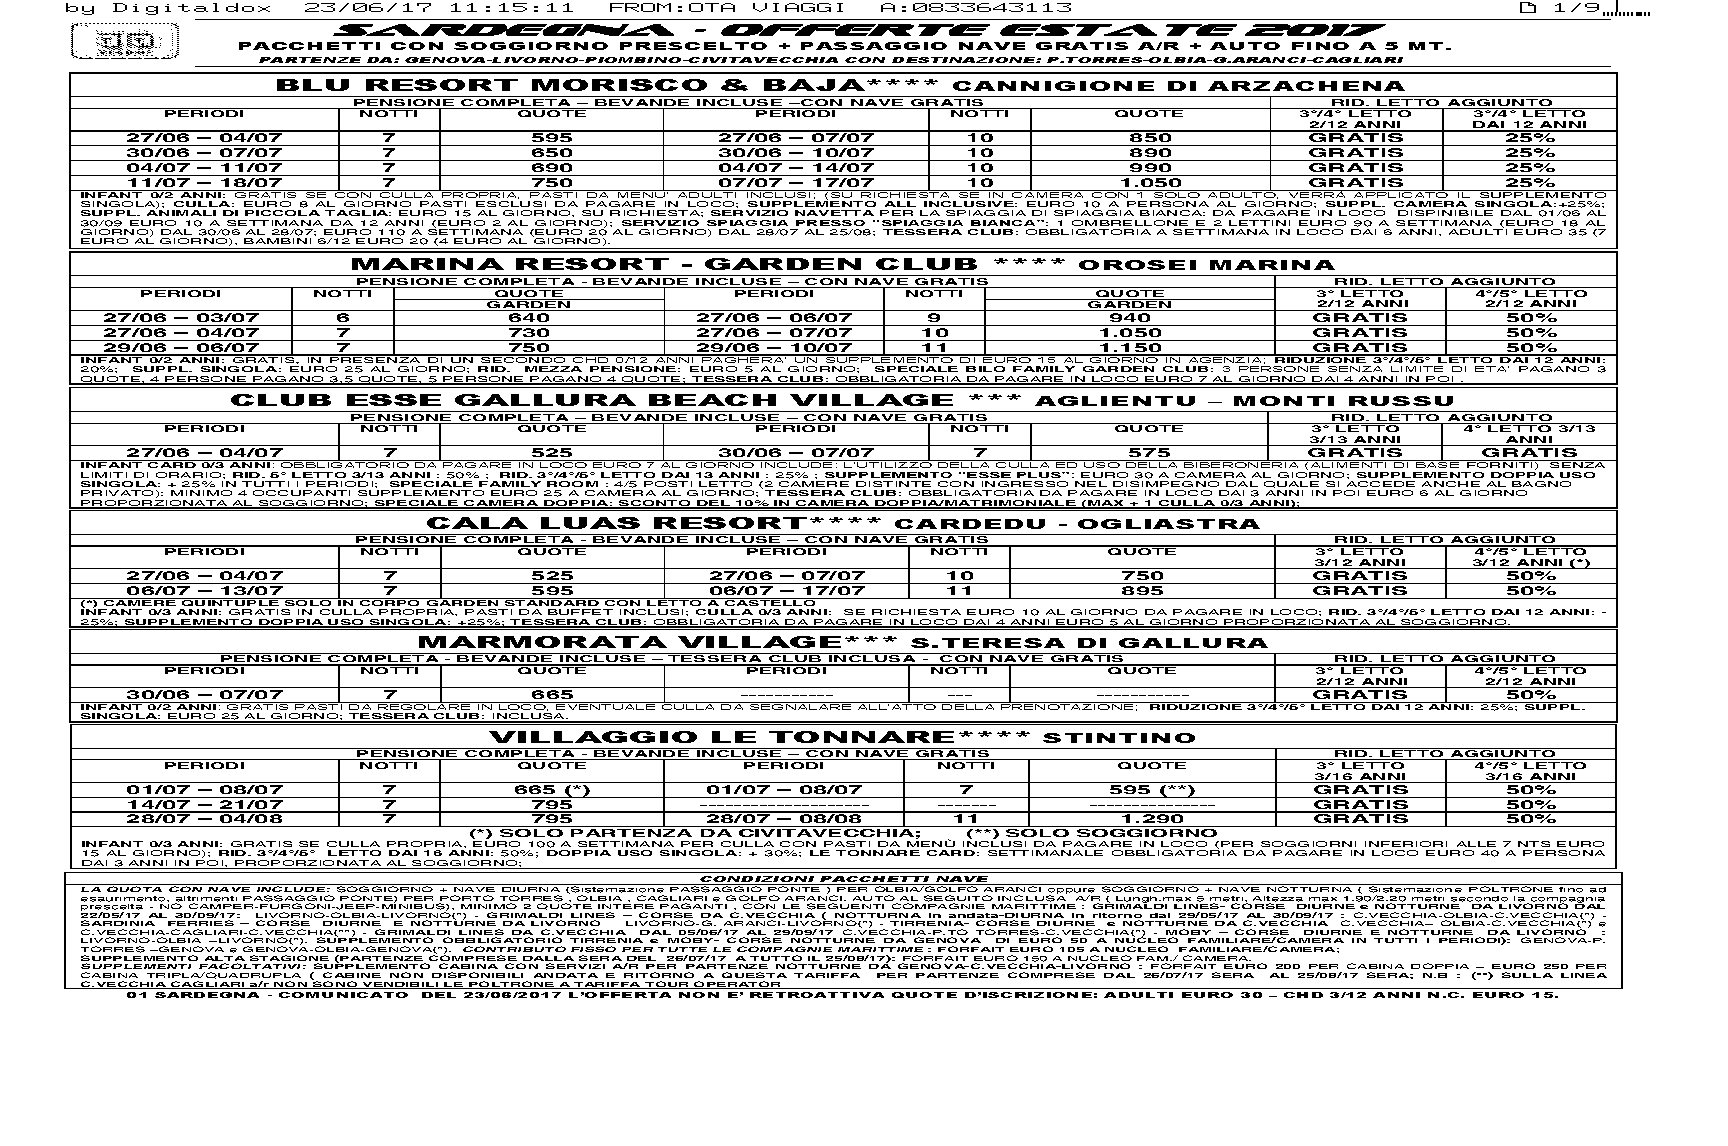 by Digitaldox 23/06/17 11:15:11 FROM:OTA VIAGGI A:0833643113 1/9
SARDEGNA - OFFERTE ESTATE 2017
PACCHETTI CON SOGGIORNO PRESCELTO + PASSAGGIO NAVE GRATIS A/R + AUTO FINO A 5 MT.
PARTENZE DA: GENOVA-LIVORNO-PIOMBINO-CIVITAVECCHIA CON DESTINAZIONE: P.TORRES-OLBIA-G.ARANCI-CAGLIARI
BLU RESORT MORISCO & BAJA**** CANNIGIONE DI ARZACHENA
PENSIONE COMPLETA – BEVANDE INCLUSE –CON NAVE GRATIS RID. LETTO AGGIUNTO
PERIODI NOTTI QUOTE PERIODI NOTTI QUOTE 3°/4° LETTO 3°/4° LETTO
2/12 ANNI DAI 12 ANNI
27/06 – 04/07 7 595 27/06 – 07/07 10 850 GRATIS 25%
30/06 – 07/07 7 650 30/06 – 10/07 10 890 GRATIS 25%
04/07 – 11/07 7 690 04/07 – 14/07 10 990 GRATIS 25%
11/07 – 18/07 7 750 07/07 – 17/07 10 1.050 GRATIS 25%
INFANT 0/2 ANNI: GRATIS SE CON CULLA PROPRIA, PASTI DA MENU' ADULTI INCLUSI; (SU RICHIESTA SE IN CAMERA CON 1 SOLO ADULTO, VERRÀ APPLICATO IL SUPPLEMENTO
SINGOLA); CULLA: EURO 8 AL GIORNO PASTI ESCLUSI DA PAGARE IN LOCO; SUPPLEMENTO ALL INCLUSIVE: EURO 10 A PERSONA AL GIORNO; SUPPL. CAMERA SINGOLA:+25%;
SUPPL. ANIMALI DI PICCOLA TAGLIA: EURO 15 AL GIORNO, SU RICHIESTA; SERVIZIO NAVETTA PER LA SPIAGGIA DI SPIAGGIA BIANCA: DA PAGARE IN LOCO DISPINIBILE DAL 01/06 AL
30/09 EURO 10 A SETTIMANA DA 12 ANNI (EURO 2 AL GIORNO); SERVIZIO SPIAGGIA PRESSO "SPIAGGIA BIANCA": 1 OMBRELLONE E 2 LETTINI EURO 90 A SETTIMANA (EURO 18 AL
GIORNO) DAL 30/06 AL 28/07; EURO 110 A SETTIMANA (EURO 20 AL GIORNO) DAL 28/07 AL 25/08; TESSERA CLUB: OBBLIGATORIA A SETTIMANA IN LOCO DAI 6 ANNI, ADULTI EURO 35 (7
EURO AL GIORNO), BAMBINI 6/12 EURO 20 (4 EURO AL GIORNO).
MARINA RESORT - GARDEN CLUB **** OROSEI MARINA
PENSIONE COMPLETA - BEVANDE INCLUSE – CON NAVE GRATIS RID. LETTO AGGIUNTO
PERIODI NOTTI QUOTE PERIODI NOTTI QUOTE 3° LETTO 4°/5° LETTO
GARDEN GARDEN 2/12 ANNI 2/12 ANNI
27/06 – 03/07 6 640 27/06 – 06/07 9 940 GRATIS 50%
27/06 – 04/07 7 730 27/06 – 07/07 10 1.050 GRATIS 50%
29/06 – 06/07 7 750 29/06 – 10/07 11 1.150 GRATIS 50%
INFANT 0/2 ANNI: GRATIS, IN PRESENZA DI UN SECONDO CHD 0/12 ANNI PAGHERA' UN SUPPLEMENTO DI EURO 15 AL GIORNO IN AGENZIA; RIDUZIONE 3°/4°/5° LETTO DAI 12 ANNI:
20%; SUPPL. SINGOLA: EURO 25 AL GIORNO; RID. MEZZA PENSIONE: EURO 5 AL GIORNO; SPECIALE BILO FAMILY GARDEN CLUB: 3 PERSONE SENZA LIMITE DI ETA' PAGANO 3
QUOTE, 4 PERSONE PAGANO 3,5 QUOTE, 5 PERSONE PAGANO 4 QUOTE; TESSERA CLUB: OBBLIGATORIA DA PAGARE IN LOCO EURO 7 AL GIORNO DAI 4 ANNI IN POI .
CLUB ESSE GALLURA BEACH VILLAGE *** AGLIENTU – MONTI RUSSU
PENSIONE COMPLETA – BEVANDE INCLUSE – CON NAVE GRATIS RID. LETTO AGGIUNTO
PERIODI NOTTI QUOTE PERIODI NOTTI QUOTE 3° LETTO 4° LETTO 3/13
3/13 ANNI ANNI
27/06 – 04/07 7 525 30/06 – 07/07 7 575 GRATIS GRATIS
INFANT CARD 0/3 ANNI: OBBLIGATORIO DA PAGARE IN LOCO EURO 7 AL GIORNO INCLUDE: L'UTILIZZO DELLA CULLA ED USO DELLA BIBERONERIA (ALIMENTI DI BASE FORNITI) SENZA
LIMITI DI ORARIO; RID. 5° LETTO 3/13 ANNI : 50% ; RID. 3°/4°/5° LETTO DAI 13 ANNI : 25% ; SUPPLEMENTO "ESSE PLUS": EURO 30 A CAMERA AL GIORNO; SUPPLEMENTO DOPPIA USO
SINGOLA: + 25% IN TUTTI I PERIODI; SPECIALE FAMILY ROOM : 4/5 POSTI LETTO (2 CAMERE DISTINTE CON INGRESSO NEL DISIMPEGNO DAL QUALE SI ACCEDE ANCHE AL BAGNO
PRIVATO): MINIMO 4 OCCUPANTI SUPPLEMENTO EURO 25 A CAMERA AL GIORNO; TESSERA CLUB: OBBLIGATORIA DA PAGARE IN LOCO DAI 3 ANNI IN POI EURO 6 AL GIORNO
PROPORZIONATA AL SOGGIORNO; SPECIALE CAMERA DOPPIA: SCONTO DEL 10% IN CAMERA DOPPIA/MATRIMONIALE (MAX + 1 CULLA 0/3 ANNI);
CALA LUAS RESORT**** CARDEDU - OGLIASTRA
PENSIONE COMPLETA - BEVANDE INCLUSE – CON NAVE GRATIS RID. LETTO AGGIUNTO
PERIODI NOTTI QUOTE PERIODI NOTTI QUOTE 3° LETTO 4°/5° LETTO
3/12 ANNI 3/12 ANNI (*)
27/06 – 04/07 7 525 27/06 – 07/07 10 750 GRATIS 50%
06/07 – 13/07 7 595 06/07 – 17/07 11 895 GRATIS 50%
(*) CAMERE QUINTUPLE SOLO IN CORPO GARDEN STANDARD CON LETTO A CASTELLO
INFANT 0/3 ANNI: GRATIS IN CULLA PROPRIA, PASTI DA BUFFET INCLUSI; CULLA 0/3 ANNI: SE RICHIESTA EURO 10 AL GIORNO DA PAGARE IN LOCO; RID. 3°/4°/5° LETTO DAI 12 ANNI: -
25%; SUPPLEMENTO DOPPIA USO SINGOLA: +25%; TESSERA CLUB: OBBLIGATORIA DA PAGARE IN LOCO DAI 4 ANNI EURO 5 AL GIORNO PROPORZIONATA AL SOGGIORNO.
MARMORATA VILLAGE*** S.TERESA DI GALLURA
PENSIONE COMPLETA - BEVANDE INCLUSE – TESSERA CLUB INCLUSA - CON NAVE GRATIS RID. LETTO AGGIUNTO
PERIODI NOTTI QUOTE PERIODI NOTTI QUOTE 3° LETTO 4°/5° LETTO
2/12 ANNI 2/12 ANNI
30/06 – 07/07 7 665 ----------- --- ----------- GRATIS 50%
INFANT 0/2 ANNI: GRATIS PASTI DA REGOLARE IN LOCO, EVENTUALE CULLA DA SEGNALARE ALL'ATTO DELLA PRENOTAZIONE; RIDUZIONE 3°/4°/5° LETTO DAI 12 ANNI: 25%; SUPPL.
SINGOLA: EURO 25 AL GIORNO; TESSERA CLUB: INCLUSA.
VILLAGGIO LE TONNARE**** STINTINO
PENSIONE COMPLETA - BEVANDE INCLUSE – CON NAVE GRATIS RID. LETTO AGGIUNTO
PERIODI NOTTI QUOTE PERIODI NOTTI QUOTE 3° LETTO 4°/5° LETTO
3/16 ANNI 3/16 ANNI
01/07 – 08/07 7 665 (*) 01/07 – 08/07 7 595 (**) GRATIS 50%
14/07 – 21/07 7 795 -------------------- ------- --------------- GRATIS 50%
28/07 – 04/08 7 795 28/07 – 08/08 11 1.290 GRATIS 50%
(*) SOLO PARTENZA DA CIVITAVECCHIA; (**) SOLO SOGGIORNO
INFANT 0/3 ANNI: GRATIS SE CULLA PROPRIA, EURO 100 A SETTIMANA PER CULLA CON PASTI DA MENÙ INCLUSI DA PAGARE IN LOCO (PER SOGGIORNI INFERIORI ALLE 7 NTS EURO
15 AL GIORNO); RID. 3°/4°/5° LETTO DAI 16 ANNI: 50%; DOPPIA USO SINGOLA: + 30%; LE TONNARE CARD: SETTIMANALE OBBLIGATORIA DA PAGARE IN LOCO EURO 40 A PERSONA
DAI 3 ANNI IN POI, PROPORZIONATA AL SOGGIORNO;
CONDIZIONI PACCHETTI NAVE
LA QUOTA CON NAVE INCLUDE: SOGGIORNO + NAVE DIURNA (Sistemazione PASSAGGIO PONTE ) PER OLBIA/GOLFO ARANCI oppure SOGGIORNO + NAVE NOTTURNA ( Sistemazione POLTRONE fino ad
esaurimento, altrimenti PASSAGGIO PONTE) PER PORTO TORRES , OLBIA , CAGLIARI e GOLFO ARANCI. AUTO AL SEGUITO INCLUSA A/R ( Lungh.max 5 metri, Altezza max 1.90/2.20 metri secondo la compagnia
prescelta - NO CAMPER-FURGONI-JEEP-MINIBUS), MINIMO 2 QUOTE INTERE PAGANTI , CON LE SEGUENTI COMPAGNIE MARITTIME : GRIMALDI LINES- CORSE DIURNE e NOTTURNE DA LIVORNO DAL
22/05/17 AL 30/09/17: LIVORNO-OLBIA-LIVORNO(*) - GRIMALDI LINES – CORSE DA C.VECCHIA ( NOTTURNA in andata-DIURNA in ritorno dal 29/05/17 AL 30/09/17 : C.VECCHIA-OLBIA-C.VECCHIA(*) -
SARDINIA FERRIES – CORSE DIURNE E NOTTURNE DA LIVORNO LIVORNO-G. ARANCI-LIVORNO(*) - TIRRENIA- CORSE DIURNE e NOTTURNE DA C.VECCHIA C.VECCHIA– OLBIA-C.VECCHIA(*) e
C.VECCHIA-CAGLIARI-C.VECCHIA(**) - GRIMALDI LINES DA C.VECCHIA DAL 05/06/17 AL 29/09/17 C.VECCHIA-P.TO TORRES-C.VECCHIA(*) - MOBY – CORSE DIURNE E NOTTURNE DA LIVORNO :
LIVORNO-OLBIA –LIVORNO(*). SUPPLEMENTO OBBLIGATORIO TIRRENIA e MOBY- CORSE NOTTURNE DA GENOVA DI EURO 50 A NUCLEO FAMILIARE/CAMERA IN TUTTI I PERIODI): GENOVA-P.
TORRES –GENOVA e GENOVA-OLBIA-GENOVA(*). CONTRIBUTO FISSO PER TUTTE LE COMPAGNIE MARITTIME : FORFAIT EURO 105 A NUCLEO FAMILIARE/CAMERA;
SUPPLEMENTO ALTA STAGIONE (PARTENZE COMPRESE DALLA SERA DEL 26/07/17 A TUTTO IL 25/08/17): FORFAIT EURO 150 A NUCLEO FAM./ CAMERA.
SUPPLEMENTI FACOLTATIVI: SUPPLEMENTO CABINA CON SERVIZI A/R PER PARTENZE NOTTURNE DA GENOVA-C.VECCHIA-LIVORNO : FORFAIT EURO 200 PER CABINA DOPPIA – EURO 250 PER
CABINA TRIPLA/QUADRUPLA ( CABINE NON DISPONIBILI ANDATA E RITORNO A QUESTA TARIFFA PER PARTENZE COMPRESE DAL 26/07/17 SERA AL 25/08/17 SERA; N.B : (**) SULLA LINEA
C.VECCHIA CAGLIARI a/r NON SONO VENDIBILI LE POLTRONE A TARIFFA TOUR OPERATOR
01 SARDEGNA - COMUNICATO DEL 23/06/2017 L'OFFERTA NON E' RETROATTIVA QUOTE D'ISCRIZIONE: ADULTI EURO 30 – CHD 3/12 ANNI N.C. EURO 15.